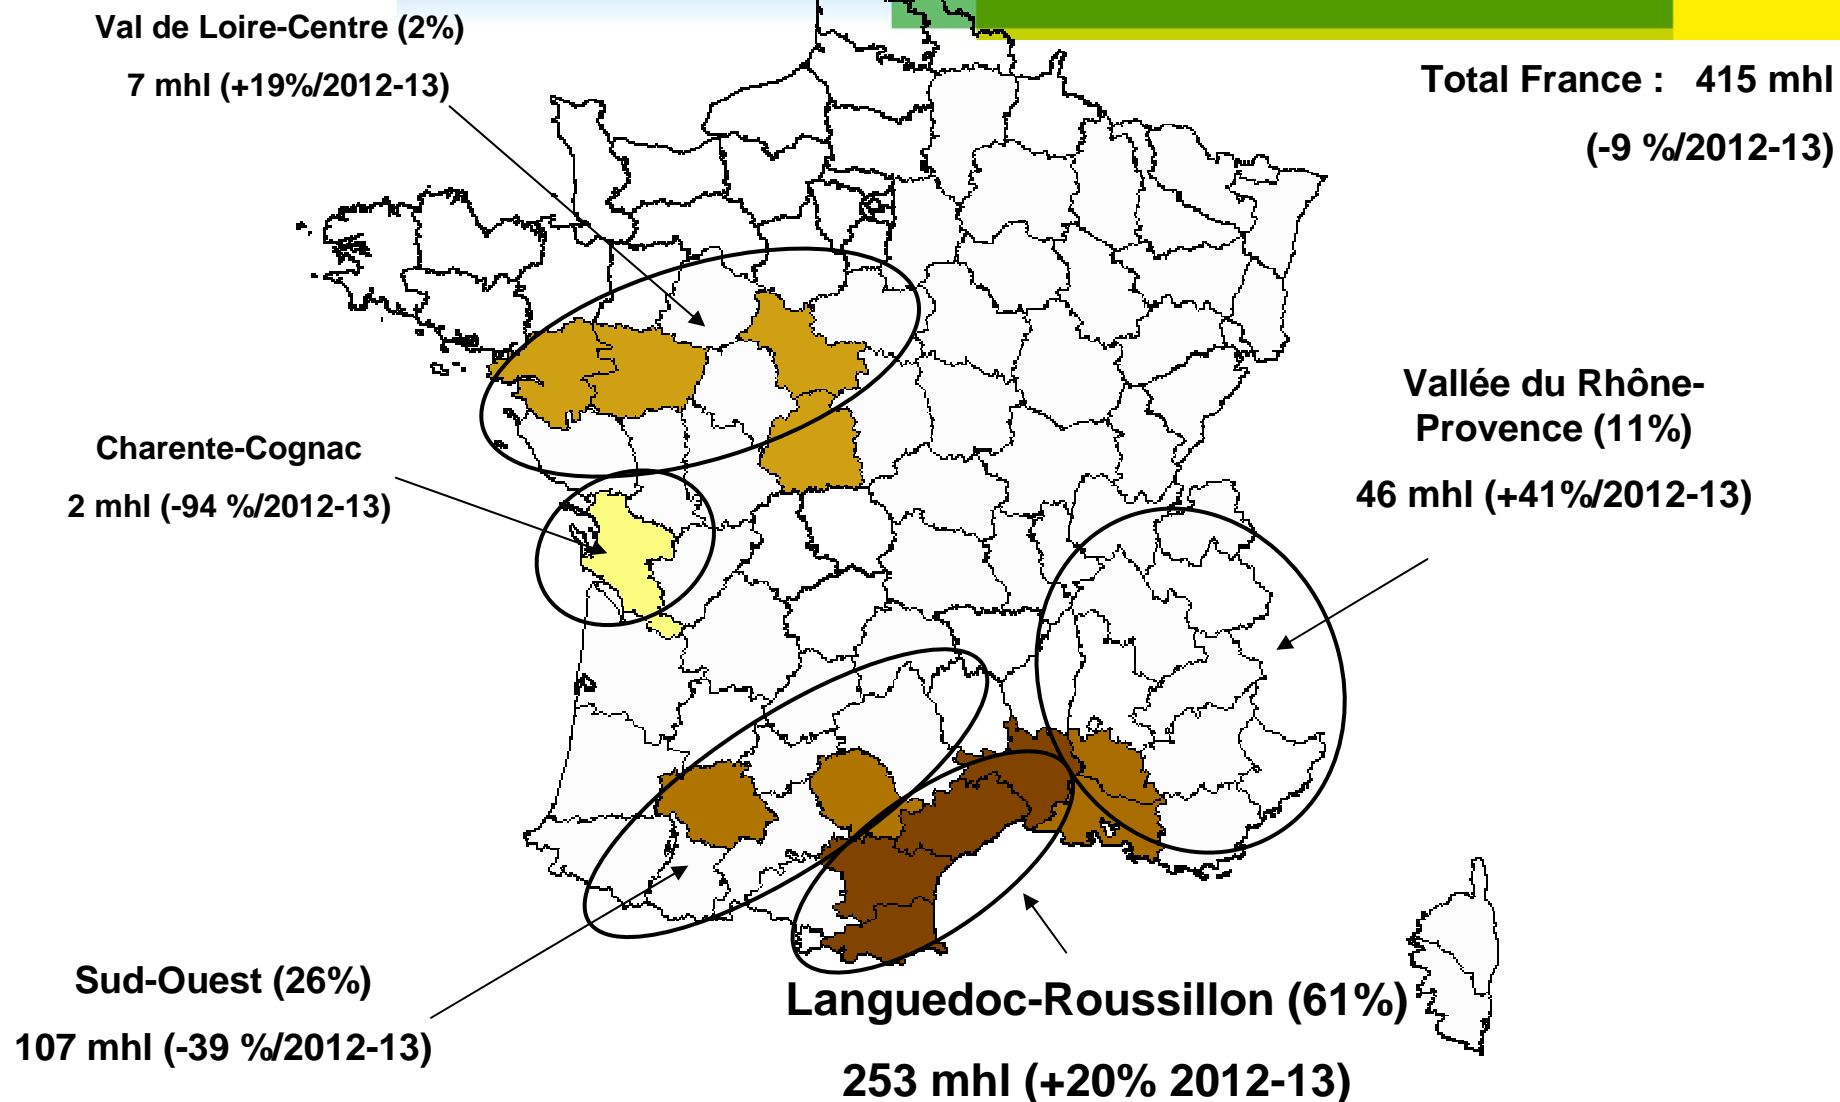 Val de Loire-Centre (2%)
7 mhl (+19%/2012-13)
Total France : 415 mhl
(-9 %/2012-13)
Vallée du Rhône-
Provence (11%)
46 mhl (+41%/2012-13)
Charente-Cognac
2 mhl (-94 %/2012-13)
Sud-Ouest (26%)
107 mhl (-39 %/2012-13)
Languedoc-Roussillon (61%)
253 mhl (+20% 2012-13)